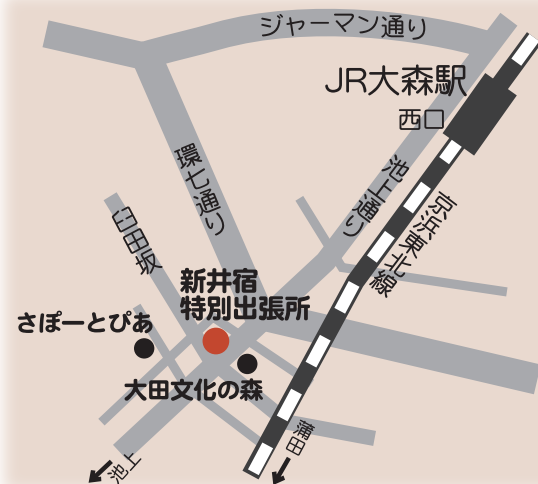 ジャーマン通り
JR大森駅
西口
環七通り
池上通り
京浜東北線
臼田坂
新井宿
特別出張所
さぽーとぴあ
大田文化の森
池上
蒲田